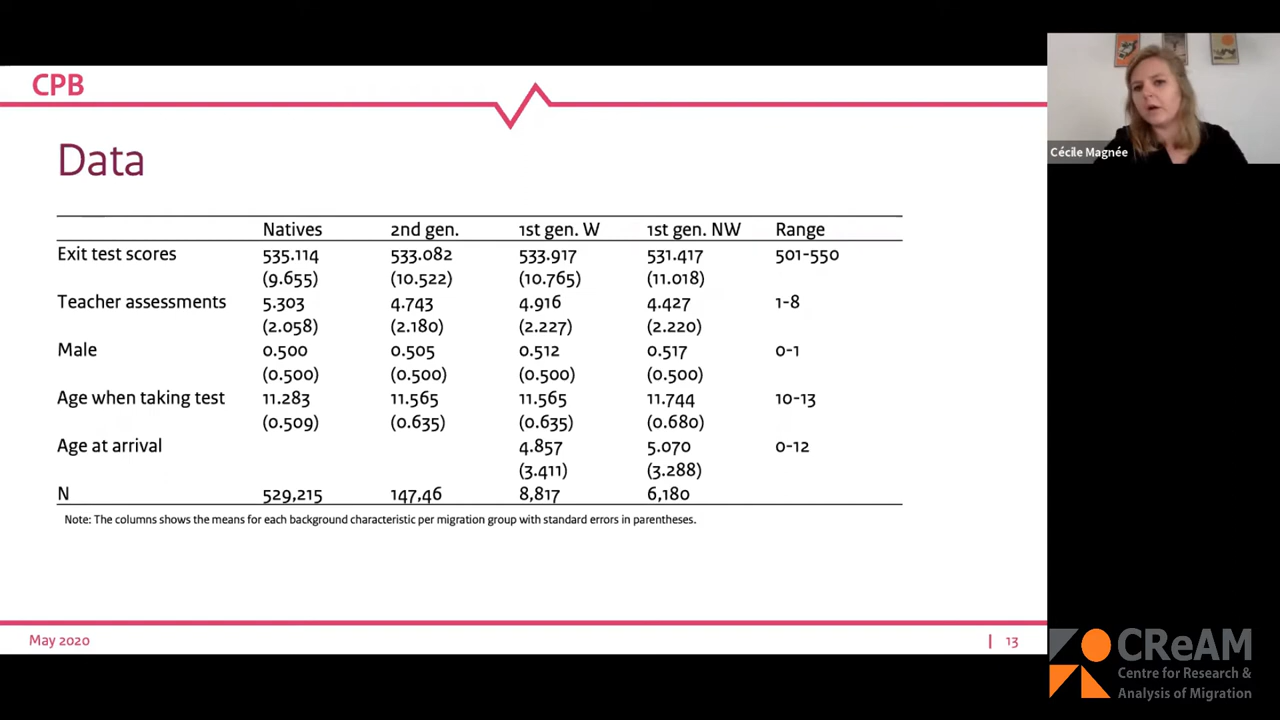 CPB
Data
Natives 2nd gen. 1st gen. W 1st gen. NW Range
Exit test scores 535.114 533.082 533.917 531.417 501-550
(9.655) (10.522) (10.765) (11.018)
Teacher assessments 5.303 4.743 4.916 4.427 1-8
(2.058) (2.180) (2.227) (2.220)
Male 0.500 0.505 0.512 0.517 0-1
(0.500) (0.500) (0.500) (0.500)
Age when taking test 11.283 11.565 11.565 11.744 10-13
(0.509) (0.635) (0.635) (0.680)
Age at arrival 4.857 5.070 0-12
(3.411) (3.288)
N 529,215 147,46 8,817 6,180
Note: The columns shows the means for each background characteristic per migration group with standard errors in parentheses.
May 2020 | 13
Cécile Magnée
CReAM
Centre for Research &
Analysis of Migration